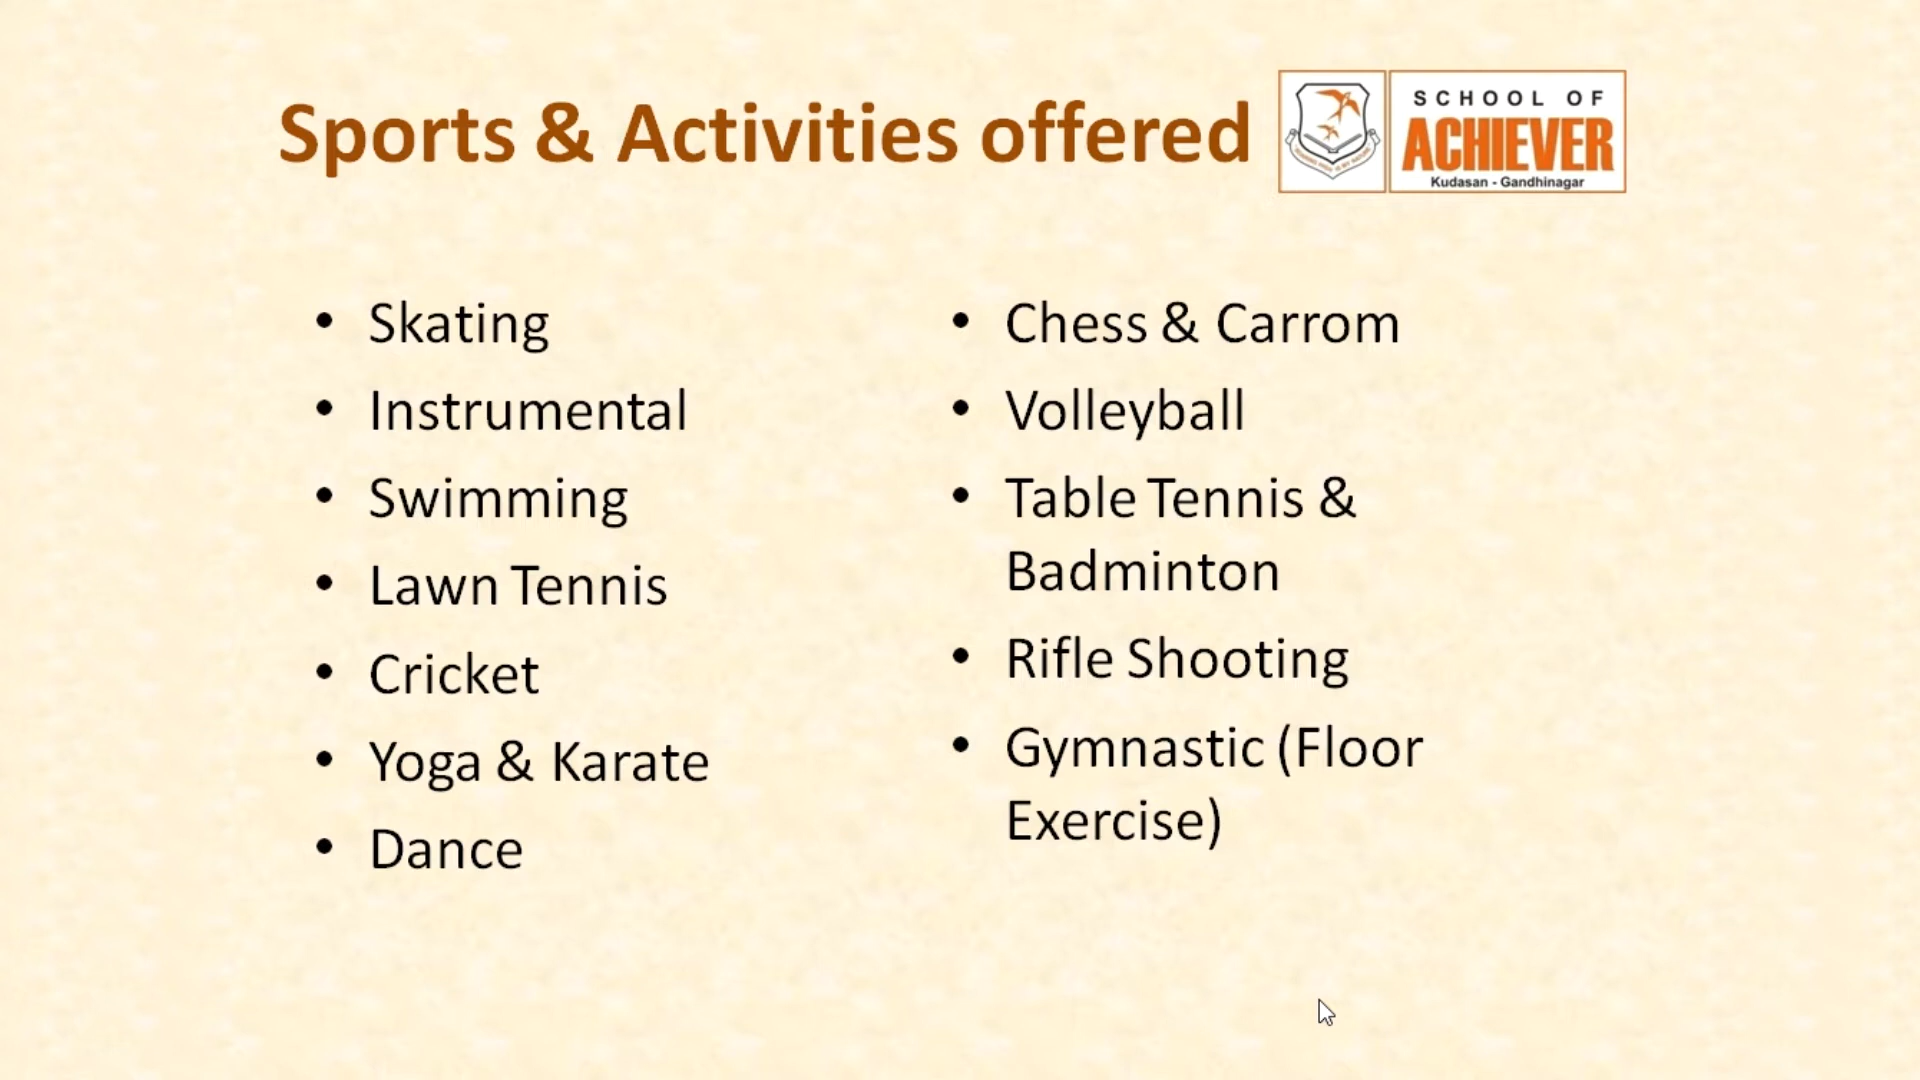 Sports & Activities offered
SCHOOL OF
ACHIEVER
Kudasan - Gandhinagar
• Skating
• Instrumental
• Swimming
• Lawn Tennis
• Cricket
• Yoga & Karate
• Dance
• Chess & Carrom
• Volleyball
• Table Tennis &
Badminton
• Rifle Shooting
• Gymnastic (Floor
Exercise)